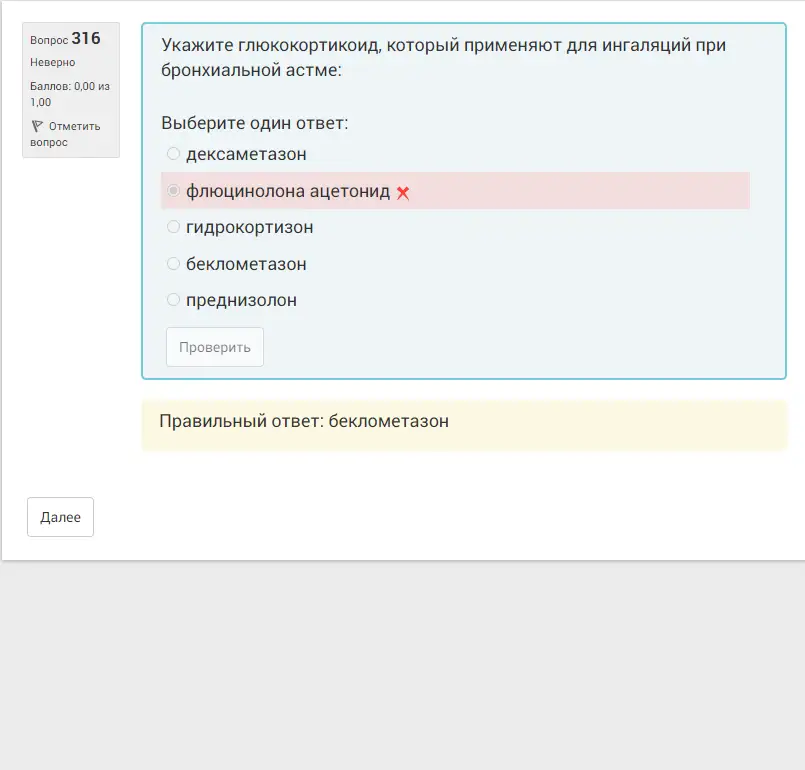 Вопрос 316
Неверно
Баллов: 0,00 из
1,00
Отметить
вопрос
Укажите глюкокортикоид, который применяют для ингаляций при
бронхиальной астме:
Выберите один ответ:
дексаметазон
флюцинолона ацетонид
гидрокортизон
беклометазон
преднизолон
Проверить
Правильный ответ: беклометазон
Далее